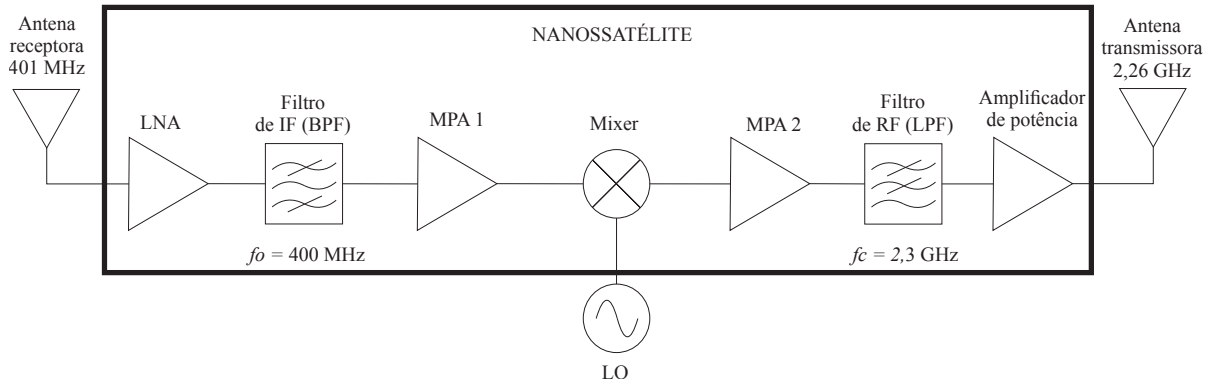 Antena
receptora
401 MHz
NANOSSATÉLITE
Antena
transmissora
2,26 GHz
LNA
Filtro
de IF (BPF)
MPA 1
Mixer
MPA 2
Filtro
de RF (LPF)
Amplificador
de potência
fo = 400 MHz
fc = 2,3 GHz
LO